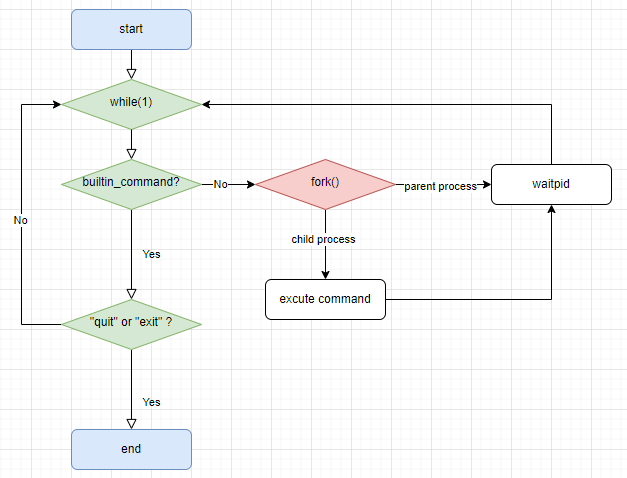 start
while(1)
builtin_command?
No
fork()
parent process
waitpid
No
child process
Yes
excute command
"quit" or "exit" ?
Yes
end